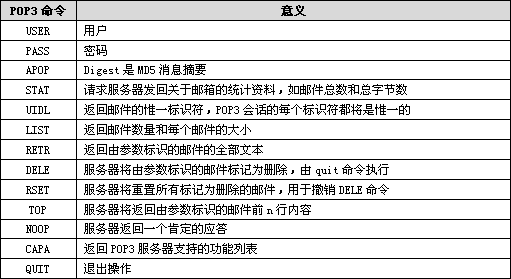 POP3 命令 意义
USER 用户
PASS 密码
APOP Digest 是 MD5 消息摘要
STAT 请求服务器发回关于邮箱的统计资料，如邮件总数和总字节数
UIDL 返回邮件的惟一标识符，POP3 会话的每个标识符都将是惟一的
LIST 返回邮件数量和每个邮件的大小
RETR 返回由参数标识的邮件的全部文本
DELE 服务器将由参数标识的邮件标记为删除，由 quit 命令执行
RSET 服务器将重置所有标记为删除的邮件，用于撤销 DELE 命令
TOP 服务器将返回由参数标识的邮件前 n 行内容
NOOP 服务器返回一个肯定的应答
CAPA 返回 POP3 服务器支持的功能列表
QUIT 退出操作